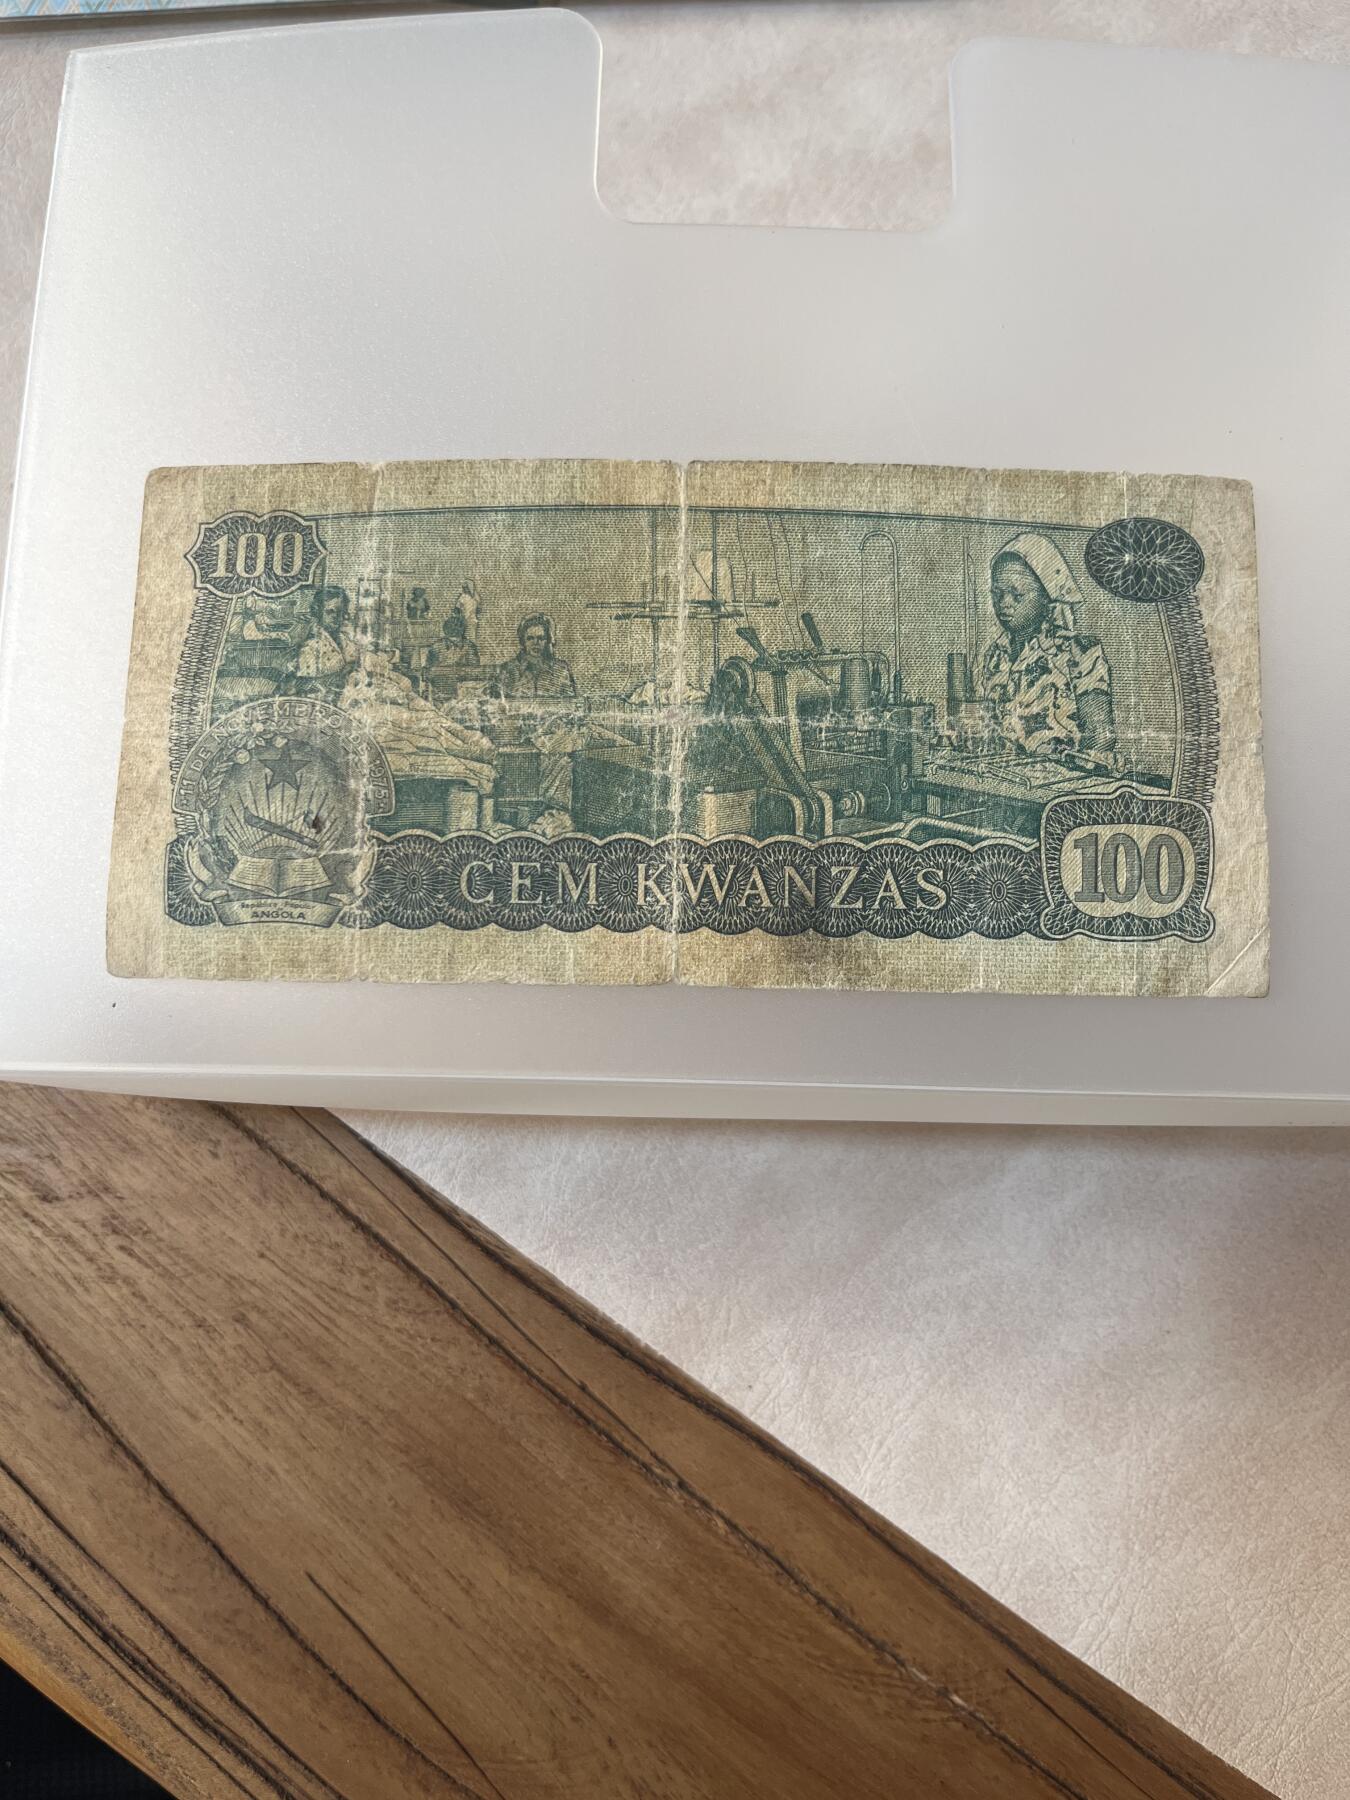 100
11 DE NOVEMBRO DE 1975
República Popular
ANGOLA
CEM KWANZAS
100